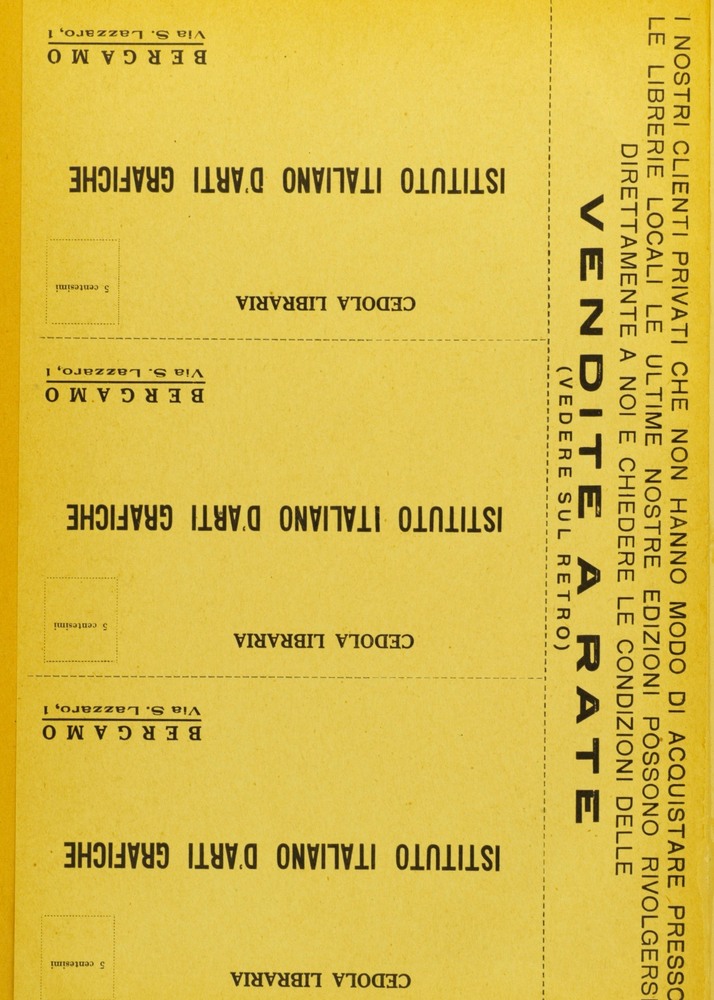 I NOSTRI CLIENTI PRIVATI CHE NON HANNO MODO DI ACQUISTARE PRESSO
LE LIBRERIE LOCALI LE ULTIME NOSTRE EDIZIONI POSSONO RIVOLGERS
DIRETTAMENTE A NOI E CHIEDERE LE CONDIZIONI DELLE
VENDITE A RATE
(VEDERE SUL RETRO)
CEDOLA LIBRARIA
5 centesimi
ISTITUTO ITALIANO D'ARTI GRAFICHE
BERGAMO
Via S. Lazzaro, 1
CEDOLA LIBRARIA
5 centesimi
ISTITUTO ITALIANO D'ARTI GRAFICHE
BERGAMO
Via S. Lazzaro, 1
CEDOLA LIBRARIA
5 centesimi
ISTITUTO ITALIANO D'ARTI GRAFICHE
BERGAMO
Via S. Lazzaro, 1